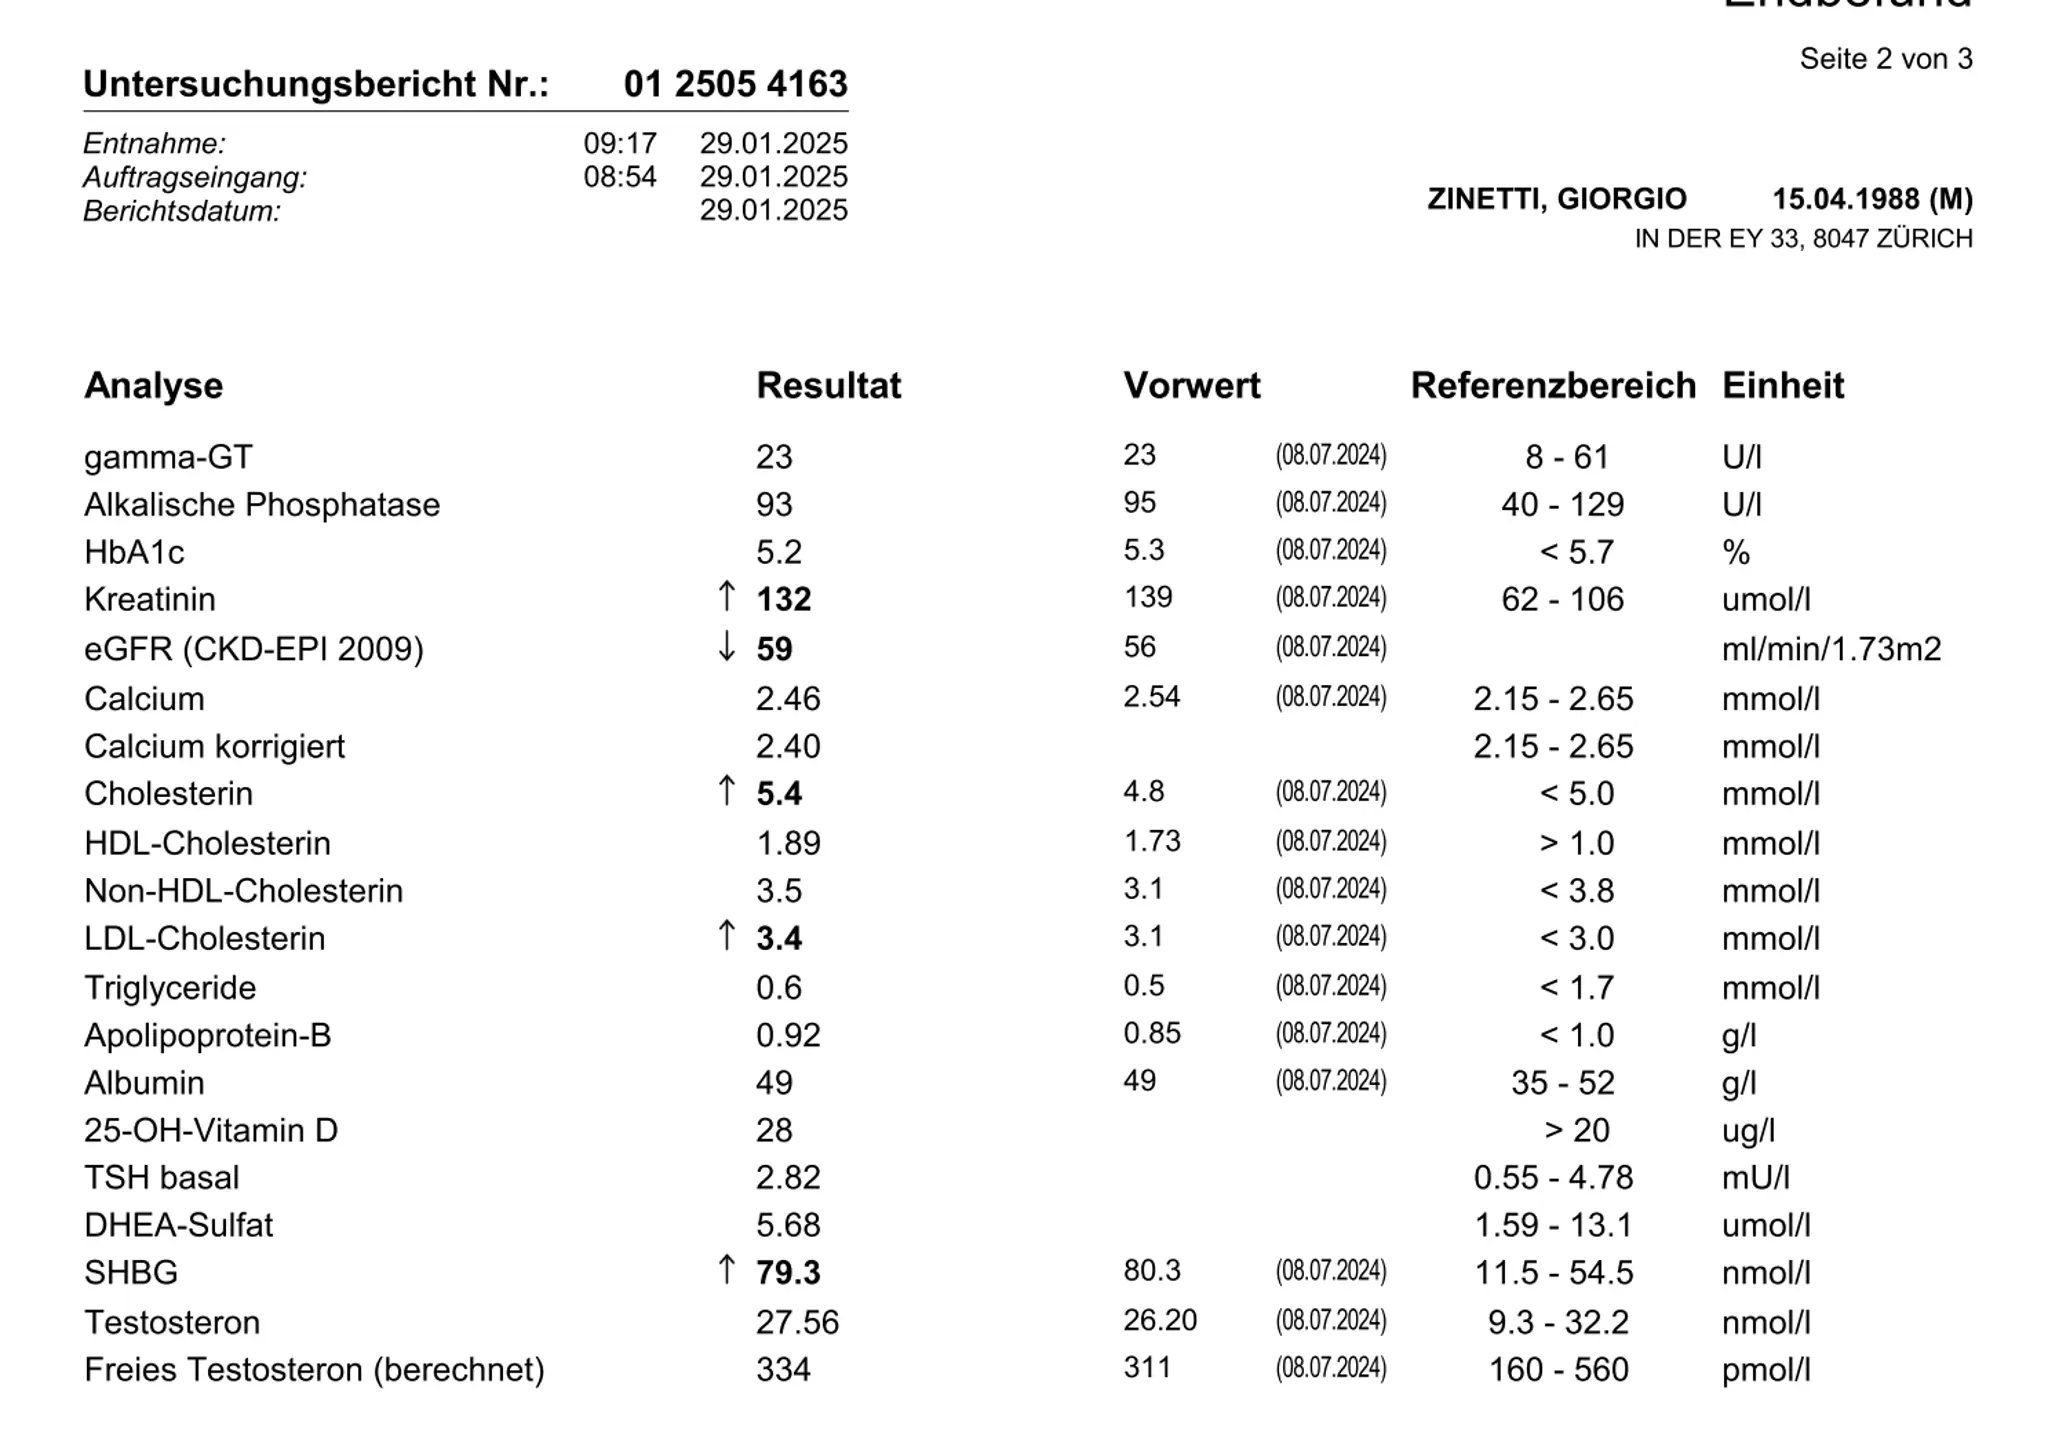 Endbefund
Seite 2 von 3
Untersuchungsbericht Nr.: 01 2505 4163
Entnahme: 09:17 29.01.2025
Auftragseingang: 08:54 29.01.2025
Berichtsdatum: 29.01.2025
ZINETTI, GIORGIO 15.04.1988 (M)
IN DER EY 33, 8047 ZÜRICH
Analyse Resultat Vorwert Referenzbereich Einheit
gamma-GT 23 23 (08.07.2024) 8 - 61 U/l
Alkalische Phosphatase 93 95 (08.07.2024) 40 - 129 U/l
HbA1c 5.2 5.3 (08.07.2024) < 5.7 %
Kreatinin ↑ 132 139 (08.07.2024) 62 - 106 umol/l
eGFR (CKD-EPI 2009) ↓ 59 56 (08.07.2024) ml/min/1.73m2
Calcium 2.46 2.54 (08.07.2024) 2.15 - 2.65 mmol/l
Calcium korrigiert 2.40 2.15 - 2.65 mmol/l
Cholesterin ↑ 5.4 4.8 (08.07.2024) < 5.0 mmol/l
HDL-Cholesterin 1.89 1.73 (08.07.2024) > 1.0 mmol/l
Non-HDL-Cholesterin 3.5 3.1 (08.07.2024) < 3.8 mmol/l
LDL-Cholesterin ↑ 3.4 3.1 (08.07.2024) < 3.0 mmol/l
Triglyceride 0.6 0.5 (08.07.2024) < 1.7 mmol/l
Apolipoprotein-B 0.92 0.85 (08.07.2024) < 1.0 g/l
Albumin 49 49 (08.07.2024) 35 - 52 g/l
25-OH-Vitamin D 28 > 20 ug/l
TSH basal 2.82 0.55 - 4.78 mU/l
DHEA-Sulfat 5.68 1.59 - 13.1 umol/l
SHBG ↑ 79.3 80.3 (08.07.2024) 11.5 - 54.5 nmol/l
Testosteron 27.56 26.20 (08.07.2024) 9.3 - 32.2 nmol/l
Freies Testosteron (berechnet) 334 311 (08.07.2024) 160 - 560 pmol/l